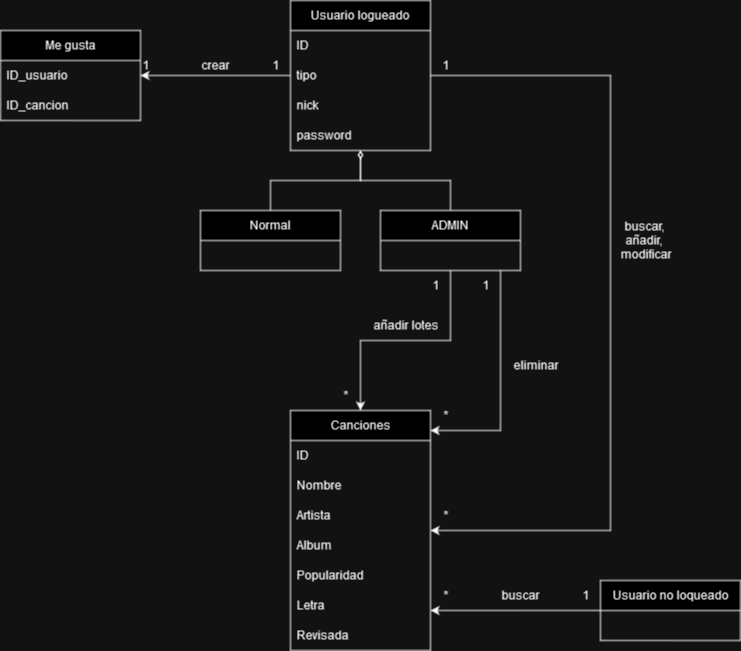 Usuario logueado
ID
tipo
nick
password
Me gusta
ID_usuario
ID_cancion
1
crear
1
1
buscar,
añadir,
modificar
Normal
ADMIN
1
1
añadir lotes
eliminar
*
*
Canciones
ID
Nombre
Artista
Album
Popularidad
Letra
Revisada
*
*
buscar
1
Usuario no loqueado